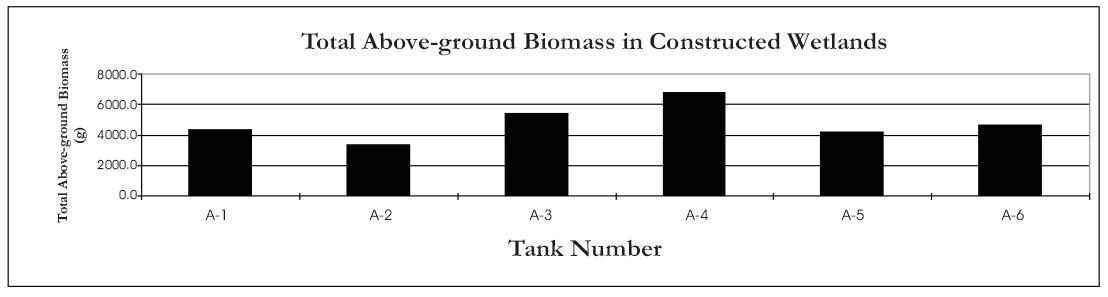 Total Above-ground Biomass in Constructed Wetlands
Total Above-ground Biomass
(g)
8000.0
6000.0
4000.0
2000.0
0.0
A-1 A-2 A-3 A-4 A-5 A-6
Tank Number